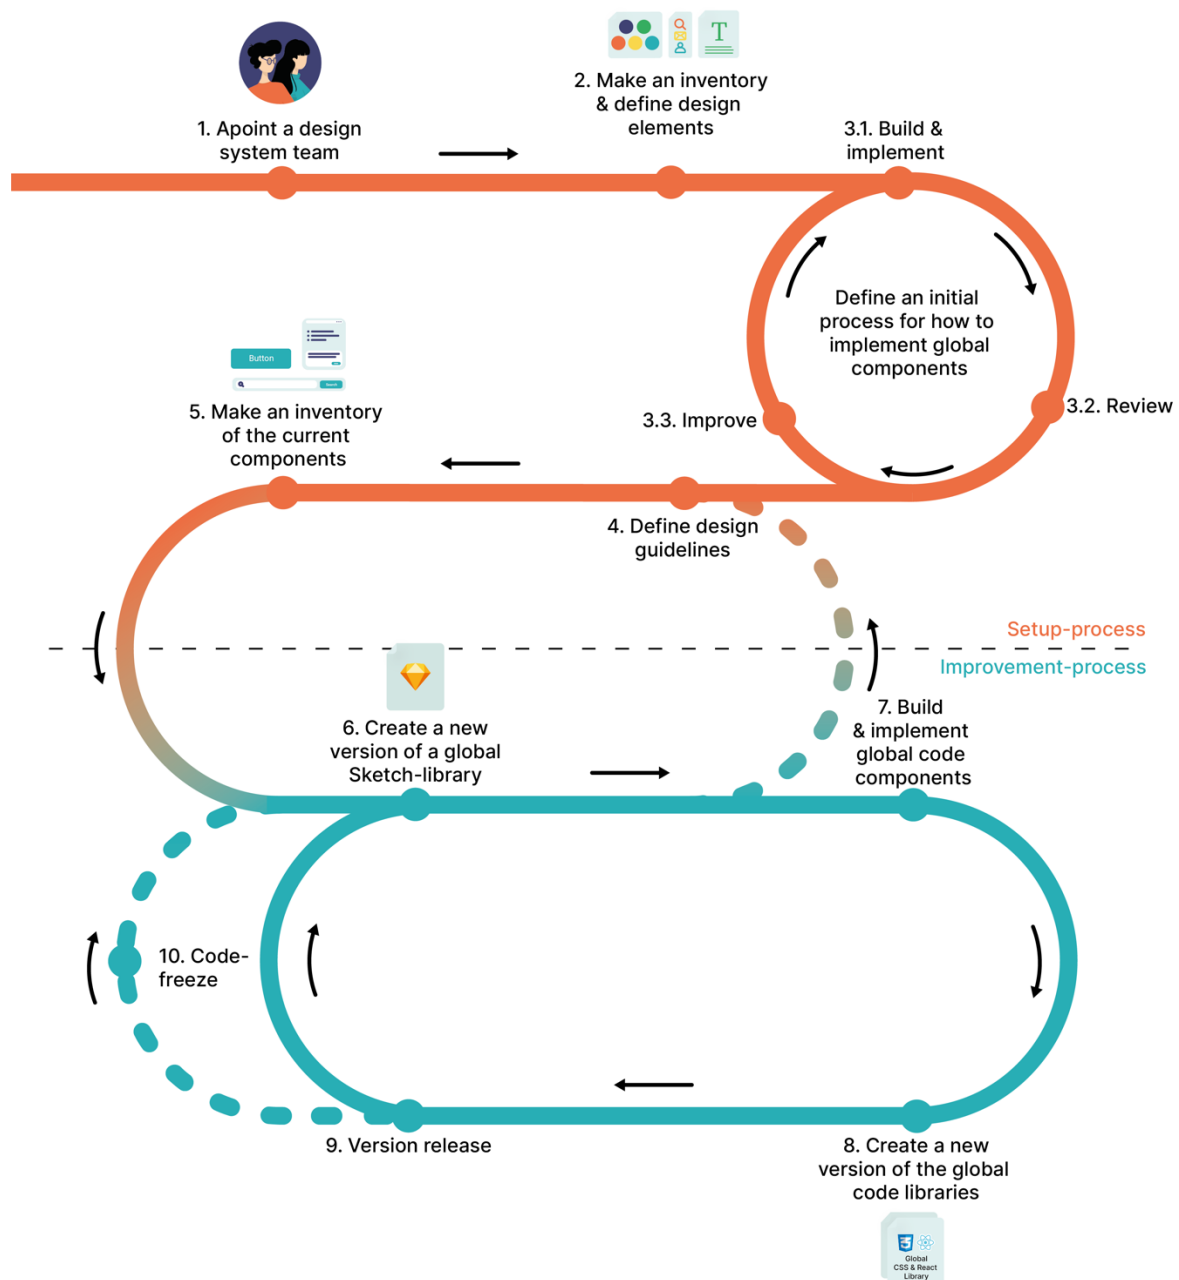 1. Apoint a design
system team
2. Make an inventory
& define design
elements
T
3.1. Build &
implement
Define an initial
process for how to
implement global
components
3.2. Review
3.3. Improve
Button
Search
5. Make an inventory
of the current
components
4. Define design
guidelines
Setup-process
Improvement-process
6. Create a new
version of a global
Sketch-library
7. Build
& implement
global code
components
10. Code-
freeze
9. Version release
8. Create a new
version of the global
code libraries
Global
CSS & React
Library